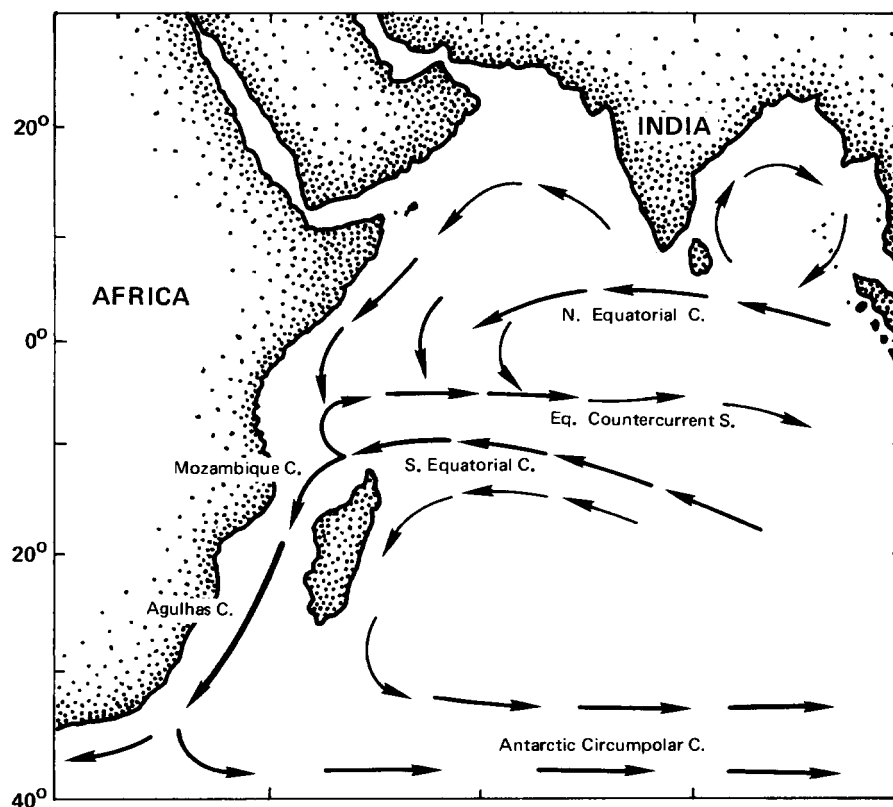 20°
INDIA
AFRICA
N. Equatorial C.
0°
Eq. Countercurrent S.
Mozambique C.
S. Equatorial C.
20°
Agulhas C.
Antarctic Circumpolar C.
40°